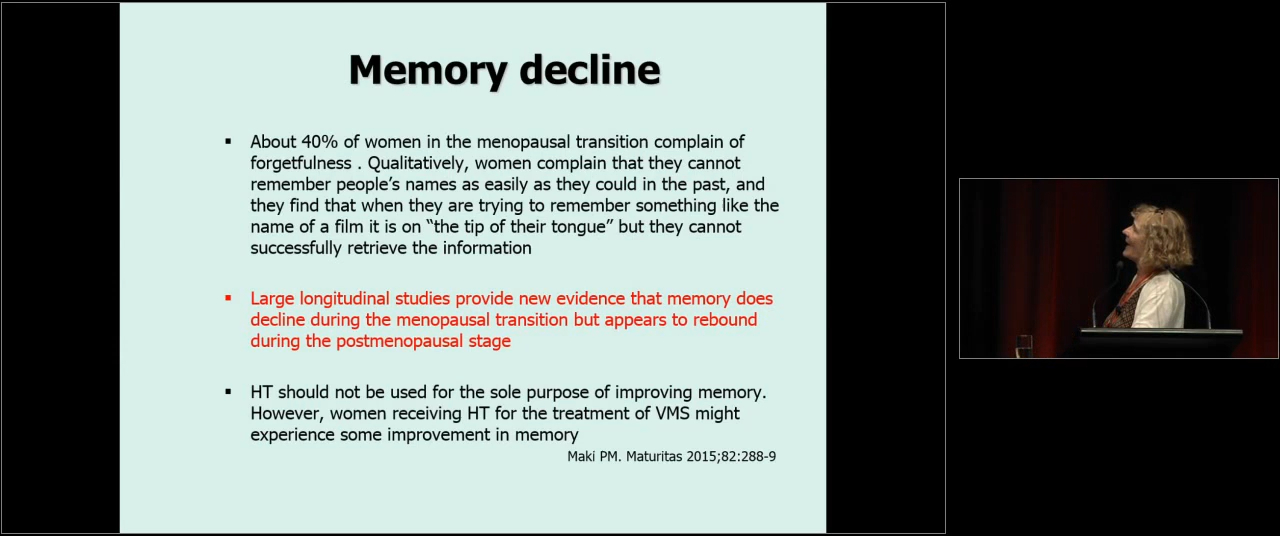 Memory decline
▪ About 40% of women in the menopausal transition complain of
forgetfulness . Qualitatively, women complain that they cannot
remember people’s names as easily as they could in the past, and
they find that when they are trying to remember something like the
name of a film it is on “the tip of their tongue” but they cannot
successfully retrieve the information
▪ Large longitudinal studies provide new evidence that memory does
decline during the menopausal transition but appears to rebound
during the postmenopausal stage
▪ HT should not be used for the sole purpose of improving memory.
However, women receiving HT for the treatment of VMS might
experience some improvement in memory
Maki PM. Maturitas 2015;82:288-9